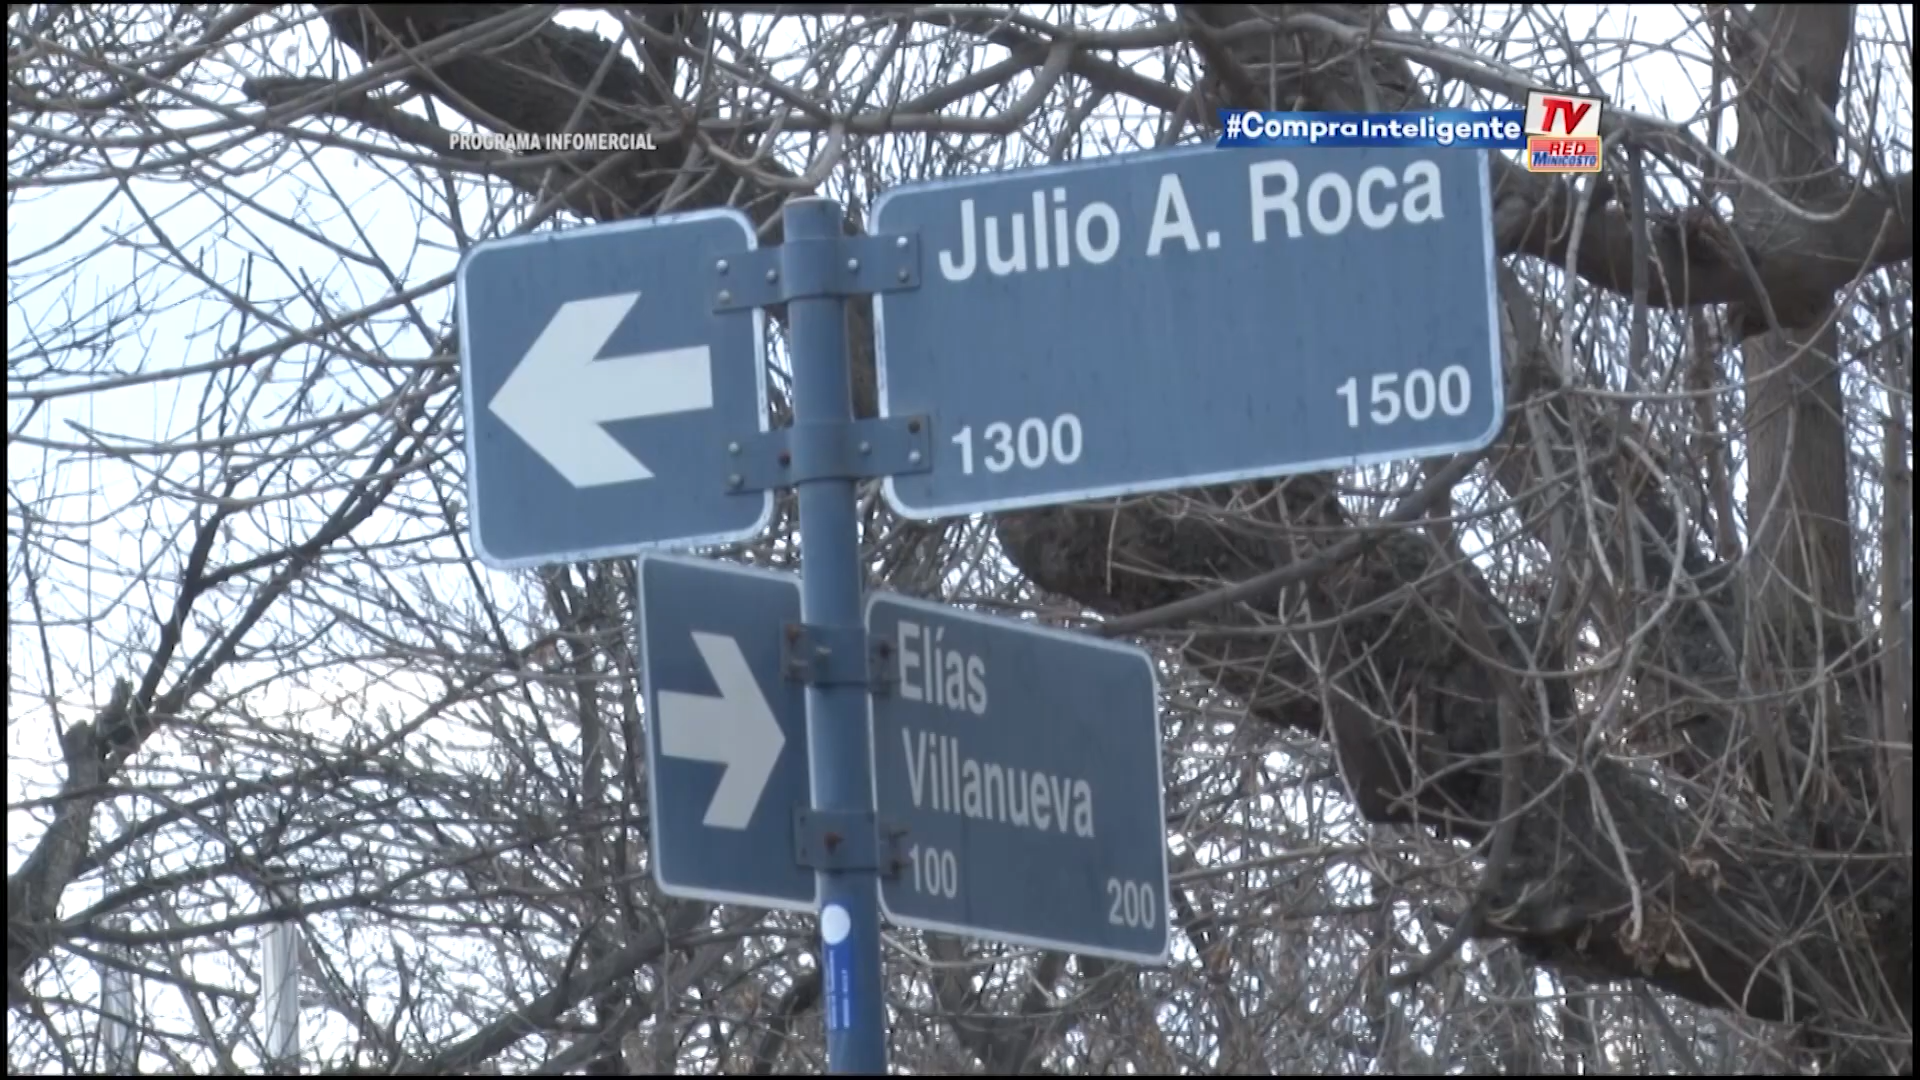 PROGRAMA INFOMERCIAL
#CompraInteligente
TV
RED
MINICOSTO
Julio A. Roca
1300 1500
Elías
Villanueva
100 200